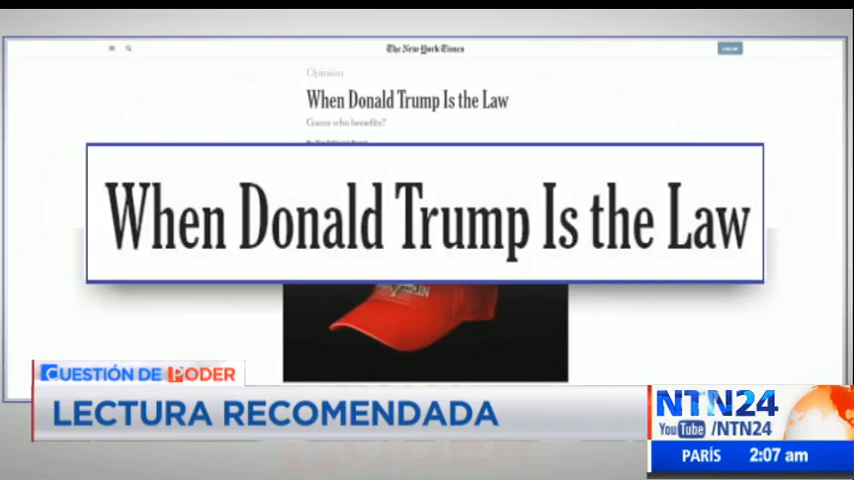 The New York Times
Opinion
When Donald Trump Is the Law
Guess who benefits?
When Donald Trump Is the Law
CUESTIÓN DE PODER
LECTURA RECOMENDADA
NTN24
YouTube /NTN24
PARÍS 2:07 am